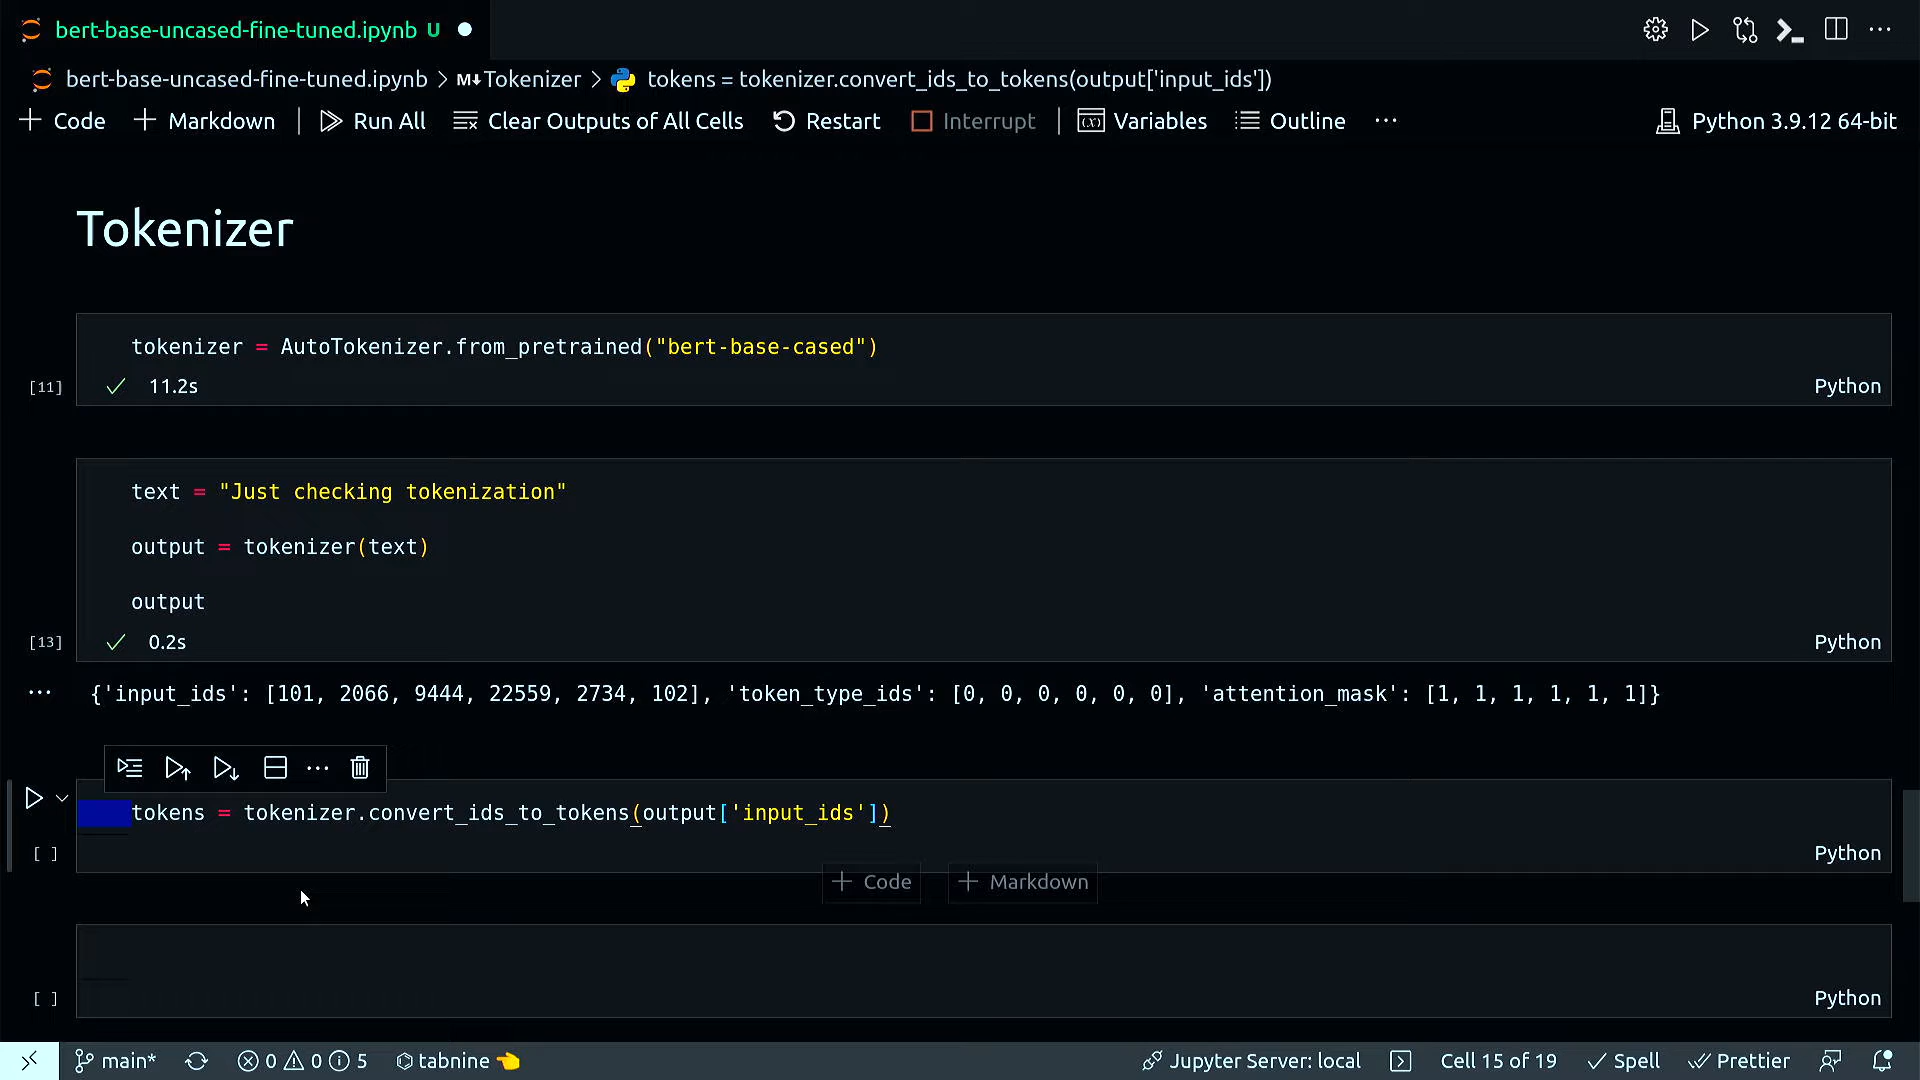 bert-base-uncased-fine-tuned.ipynb U
bert-base-uncased-fine-tuned.ipynb > M↓Tokenizer > tokens = tokenizer.convert_ids_to_tokens(output['input_ids'])
+ Code + Markdown | Run All Clear Outputs of All Cells Restart Interrupt | Variables Outline ... Python 3.9.12 64-bit
Tokenizer
tokenizer = AutoTokenizer.from_pretrained("bert-base-cased")
[11] ✓ 11.2s Python
text = "Just checking tokenization"
output = tokenizer(text)
output
[13] ✓ 0.2s Python
... {'input_ids': [101, 2066, 9444, 22559, 2734, 102], 'token_type_ids': [0, 0, 0, 0, 0, 0], 'attention_mask': [1, 1, 1, 1, 1, 1]}
tokens = tokenizer.convert_ids_to_tokens(output['input_ids'])
[ ] Python
+ Code + Markdown
[ ] Python
main* 0 0 5 tabnine Jupyter Server: local Cell 15 of 19 ✓ Spell Prettier